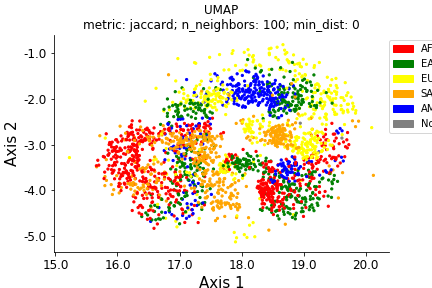 UMAP
metric: jaccard; n_neighbors: 100; min_dist: 0
-1.0
-2.0
-3.0
-4.0
-5.0
Axis 2
15.0 16.0 17.0 18.0 19.0 20.0
Axis 1
AF
EA
EU
SA
AM
No